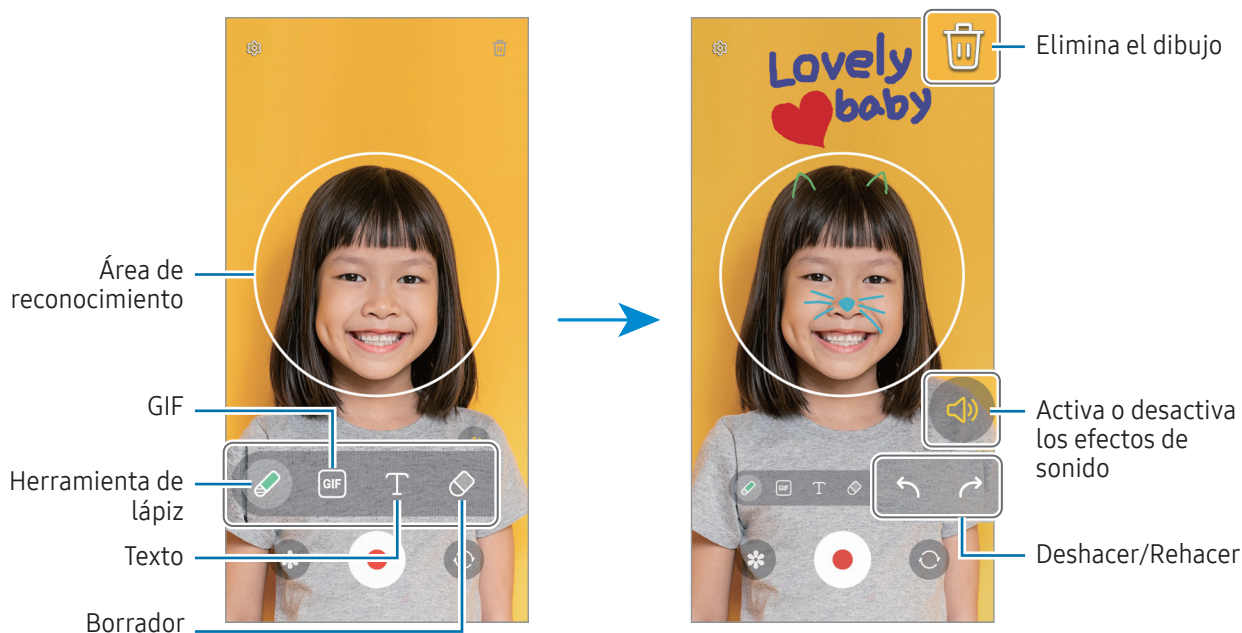 Área de
reconocimiento
GIF
Herramienta de
lápiz
Texto
Borrador
GIF
T
Lovely
baby
GIF
T
Elimina el dibujo
Activa o desactiva
los efectos de
sonido
Deshacer/Rehacer